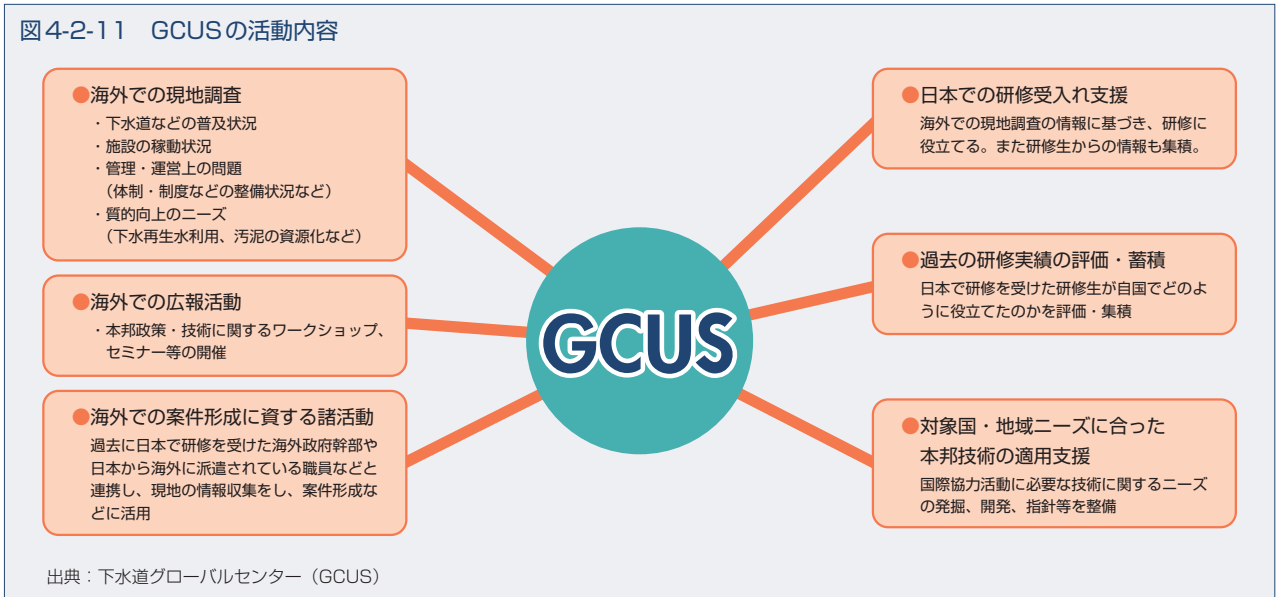 図4-2-11 GCUSの活動内容
●海外での現地調査
・下水道などの普及状況
・施設の稼動状況
・管理・運営上の問題
（体制・制度などの整備状況など）
・質的向上のニーズ
（下水再生水利用、汚泥の資源化など）
●海外での広報活動
・本邦政策・技術に関するワークショップ、
セミナー等の開催
●海外での案件形成に資する諸活動
過去に日本で研修を受けた海外政府幹部や
日本から海外に派遣されている職員などと
連携し、現地の情報収集をし、案件形成な
どに活用
GCUS
●日本での研修受入れ支援
海外での現地調査の情報に基づき、研修に
役立てる。また研修生からの情報も集積。
●過去の研修実績の評価・蓄積
日本で研修を受けた研修生が自国でどのよ
うに役立てたのかを評価・集積
●対象国・地域ニーズに合った
本邦技術の適用支援
国際協力活動に必要な技術に関するニーズ
の発掘、開発、指針等を整備
出典：下水道グローバルセンター（GCUS）